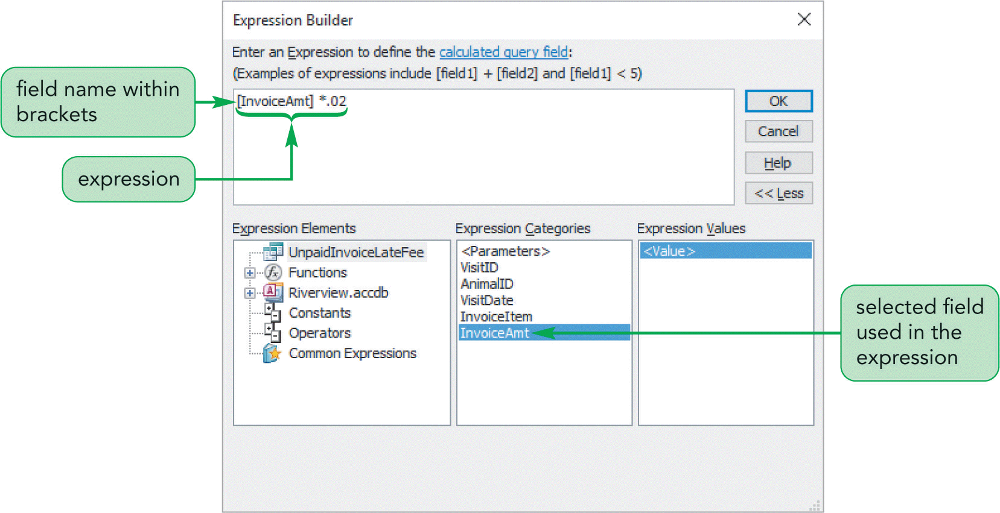 Expression Builder
Enter an Expression to define the calculated query field:
(Examples of expressions include [field1] + [field2] and [field1] < 5)
field name within
brackets
[InvoiceAmt] *.02
expression
OK
Cancel
Help
<< Less
Expression Elements
UnpaidInvoiceLateFee
Functions
Riverview.accdb
Constants
Operators
Common Expressions
Expression Categories
<Parameters>
VisitID
AnimalID
VisitDate
InvoiceItem
InvoiceAmt
Expression Values
<Value>
selected field
used in the
expression